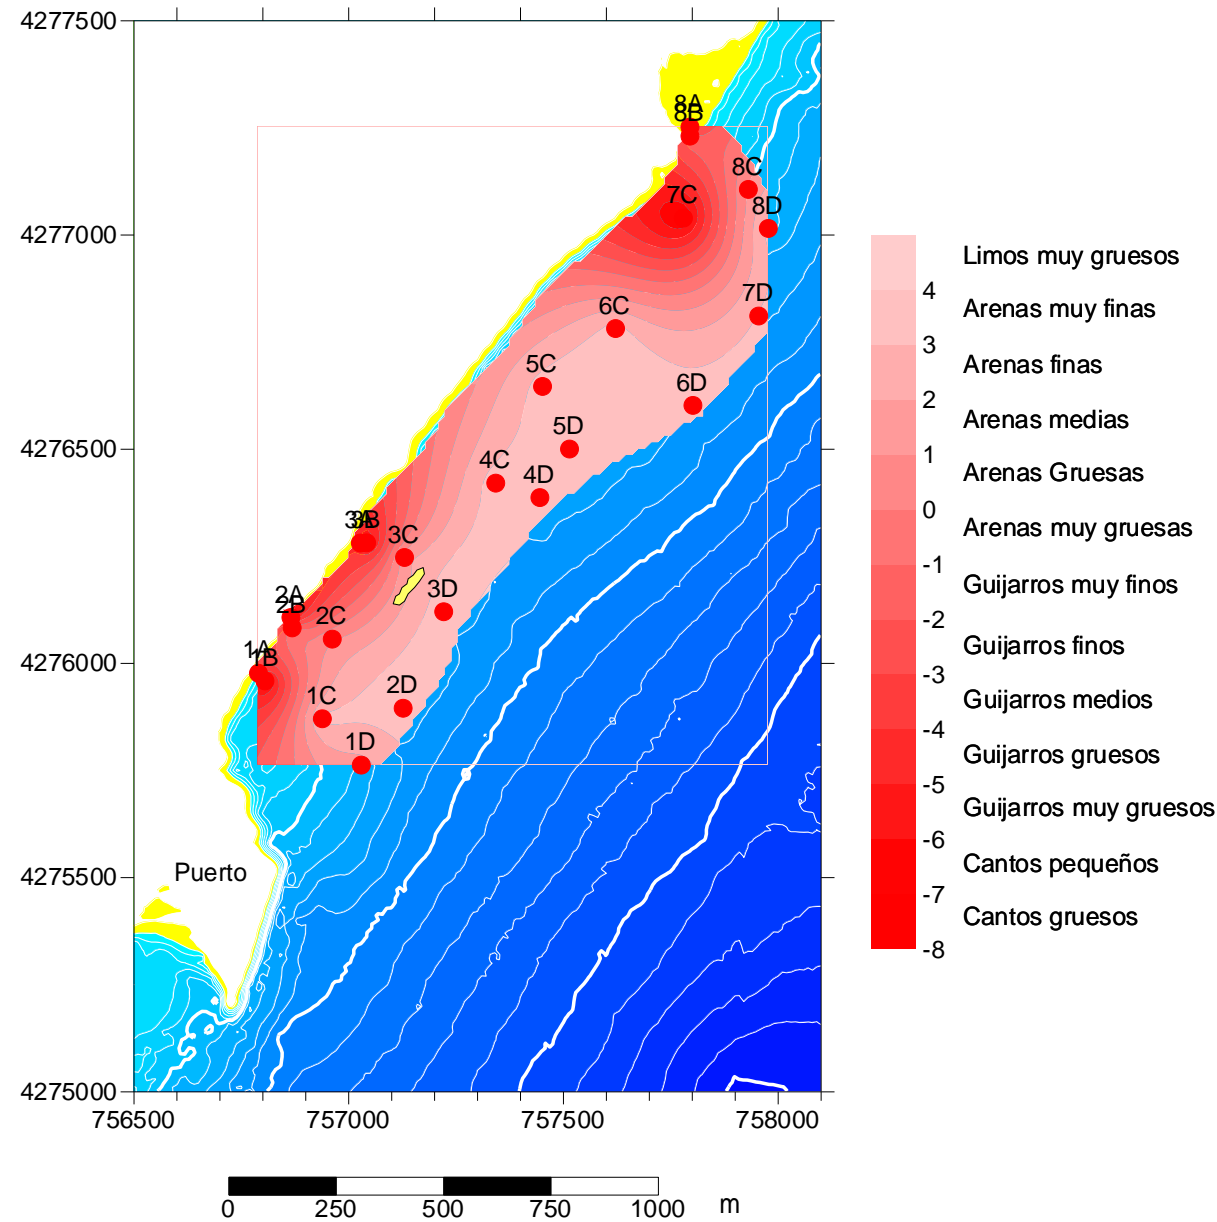 4277500
8A
8B
8C
7C
8D
4277000
Limos muy gruesos
4
7D
Arenas muy finas
6C
3
5C
Arenas finas
6D
2
5D
Arenas medias
4276500
1
4C
4D
Arenas Gruesas
0
3A
3B
3C
Arenas muy gruesas
-1
3D
Guijarros muy finos
2A
2B
2C
-2
Guijarros finos
1A
1B
4276000
-3
1C
2D
Guijarros medios
-4
1D
Guijarros gruesos
-5
Guijarros muy gruesos
-6
Puerto
4275500
Cantos pequeños
-7
Cantos gruesos
-8
4275000
756500
757000
757500
758000
0
250
500
750
1000
m